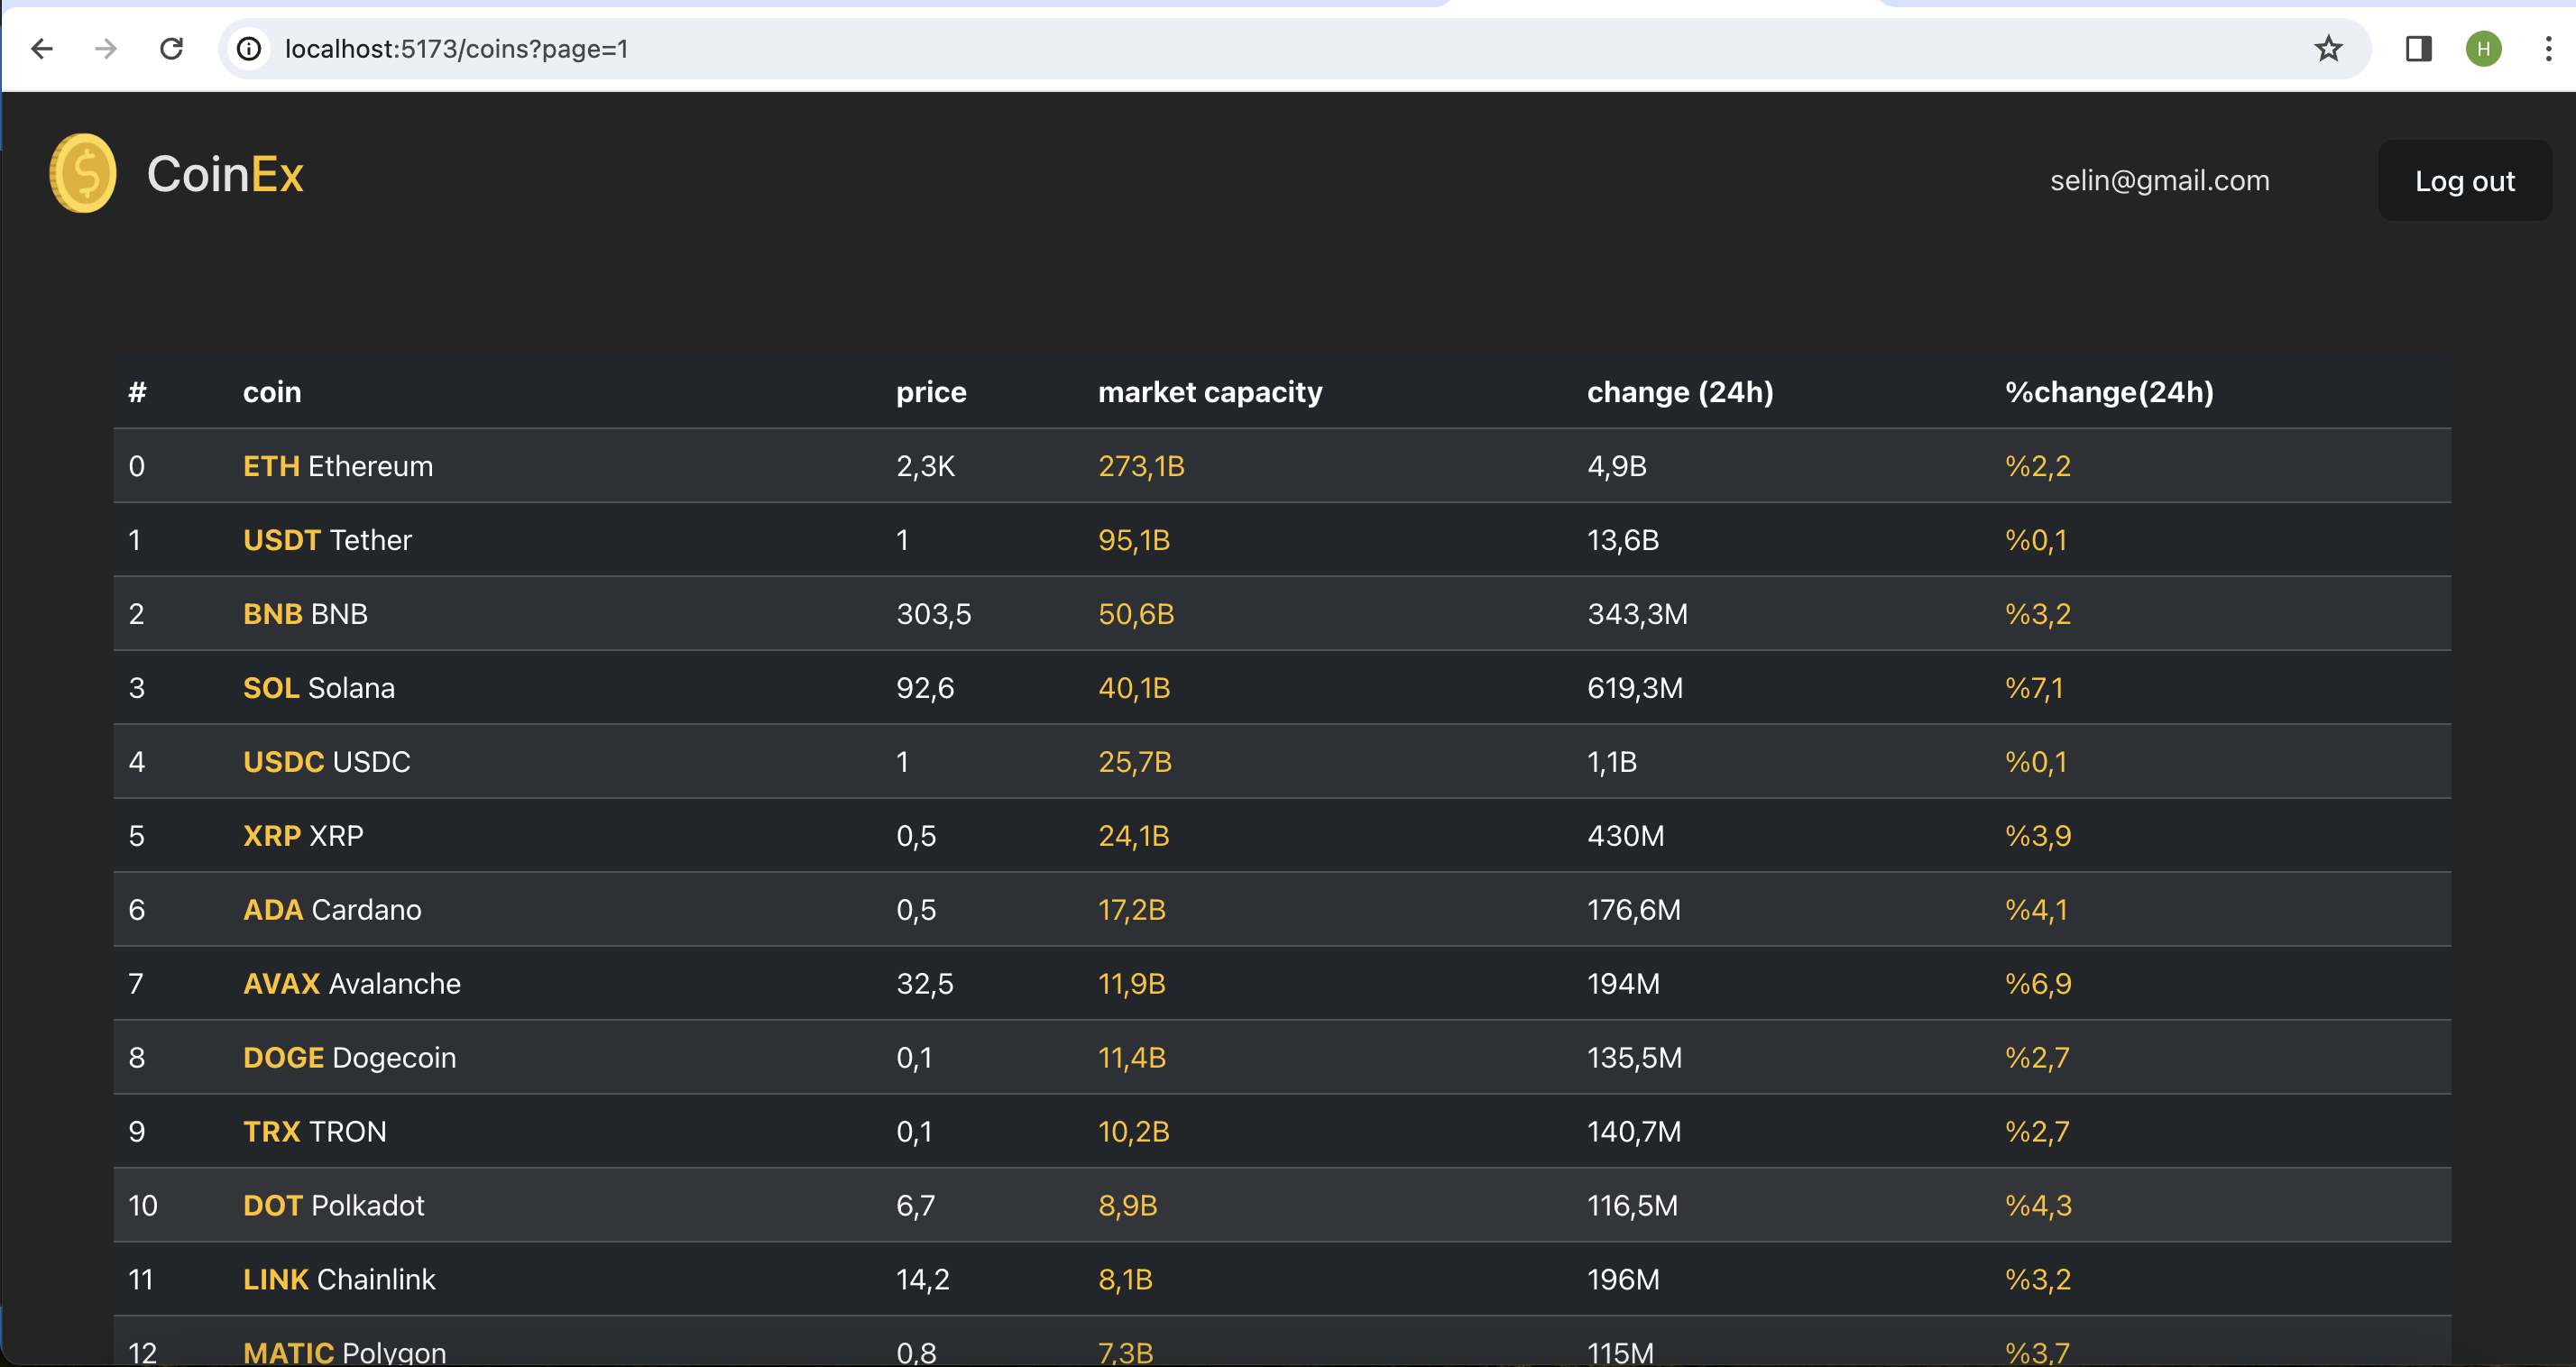 localhost:5173/coins?page=1
H
CoinEx
selin@gmail.com
Log out
# coin price market capacity change (24h) %change(24h)
0 ETH Ethereum 2,3K 273,1B 4,9B %2,2
1 USDT Tether 1 95,1B 13,6B %0,1
2 BNB BNB 303,5 50,6B 343,3M %3,2
3 SOL Solana 92,6 40,1B 619,3M %7,1
4 USDC USDC 1 25,7B 1,1B %0,1
5 XRP XRP 0,5 24,1B 430M %3,9
6 ADA Cardano 0,5 17,2B 176,6M %4,1
7 AVAX Avalanche 32,5 11,9B 194M %6,9
8 DOGE Dogecoin 0,1 11,4B 135,5M %2,7
9 TRX TRON 0,1 10,2B 140,7M %2,7
10 DOT Polkadot 6,7 8,9B 116,5M %4,3
11 LINK Chainlink 14,2 8,1B 196M %3,2
12 MATIC Polygon 0,8 7,3B 115M %3,7